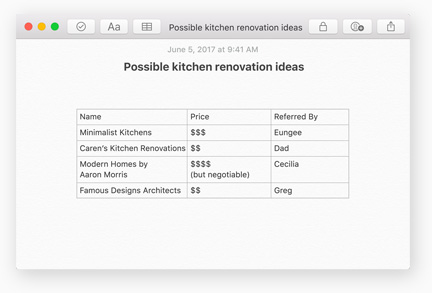 Aa
Possible kitchen renovation ideas
June 5, 2017 at 9:41 AM
Possible kitchen renovation ideas
Name Price Referred By
Minimalist Kitchens $$$ Eungee
Caren's Kitchen Renovations $$ Dad
Modern Homes by $$$$ Cecilia
Aaron Morris (but negotiable)
Famous Designs Architects $$ Greg